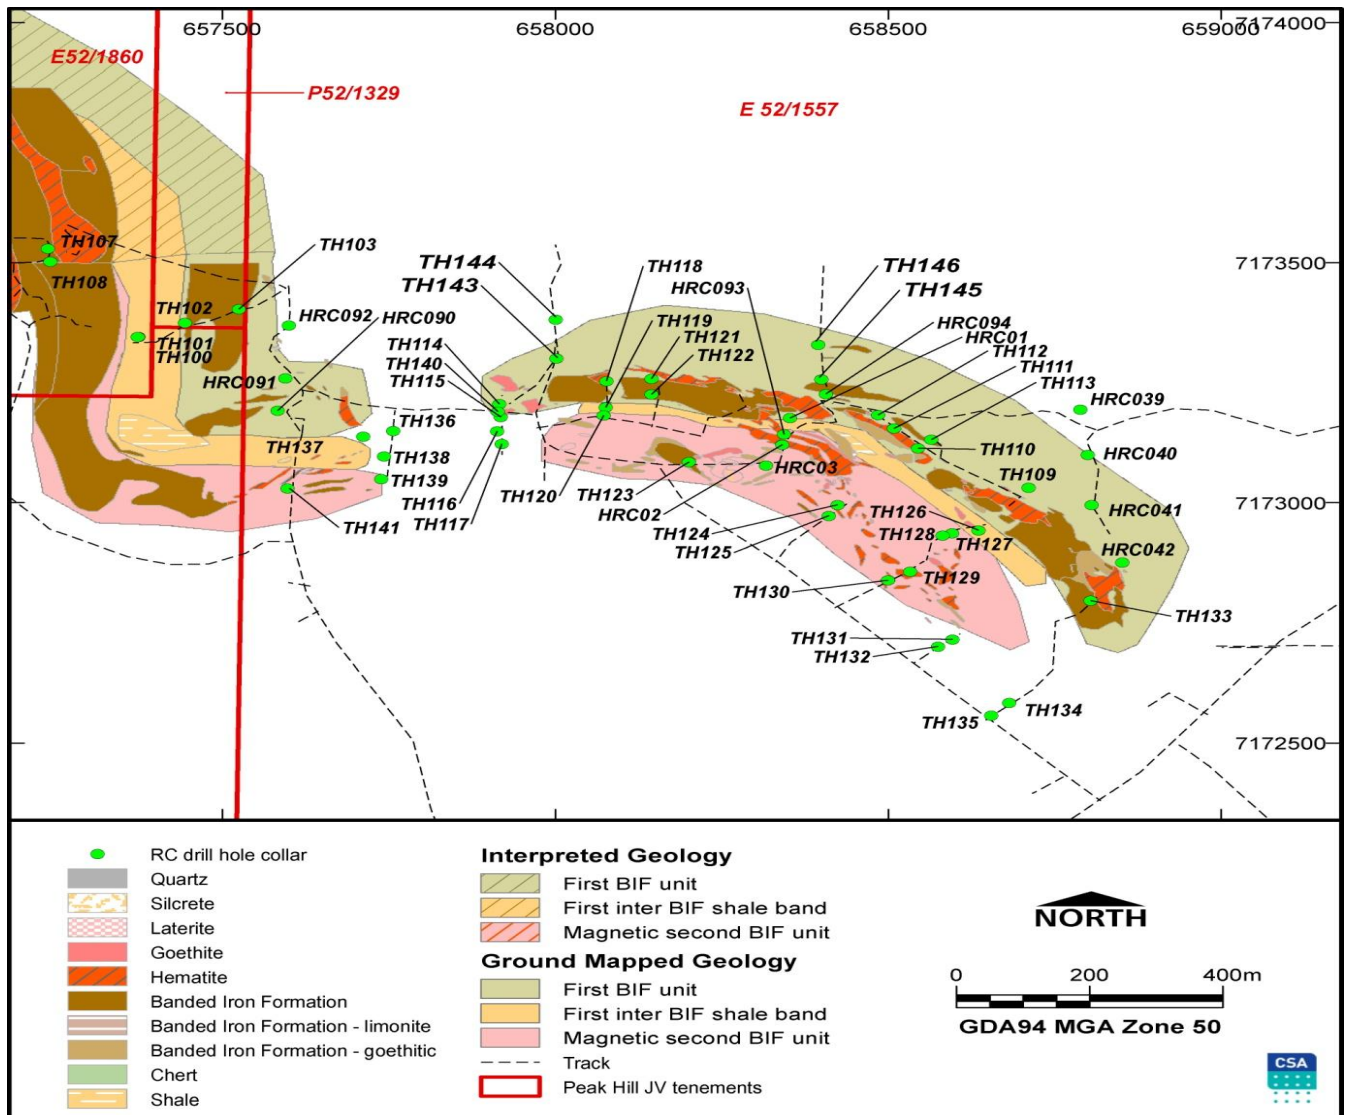 657500
658000
658500
659000
7174000
E52/1860
P52/1329
E 52/1557
TH107
TH108
TH103
TH144
TH143
TH118
TH146
HRC093
TH145
7173500
TH102
HRC092
HRC090
TH119
TH121
TH122
HRC094
HRC01
TH112
TH111
TH113
TH101
TH100
TH114
TH140
TH115
HRC091
HRC039
TH136
TH137
TH138
TH139
TH110
HRC040
HRC03
TH109
TH116
TH117
TH120
TH123
HRC02
TH141
TH124
TH125
TH126
TH128
TH127
HRC041
7173000
HRC042
TH129
TH130
TH133
TH131
TH132
TH134
TH135
7172500
RC drill hole collar
Quartz
Silcrete
Laterite
Goethite
Hematite
Banded Iron Formation
Banded Iron Formation - limonite
Banded Iron Formation - goethitic
Chert
Shale
Interpreted Geology
First BIF unit
First inter BIF shale band
Magnetic second BIF unit
Ground Mapped Geology
First BIF unit
First inter BIF shale band
Magnetic second BIF unit
Track
Peak Hill JV tenements
NORTH
0 200 400m
GDA94 MGA Zone 50
CSA